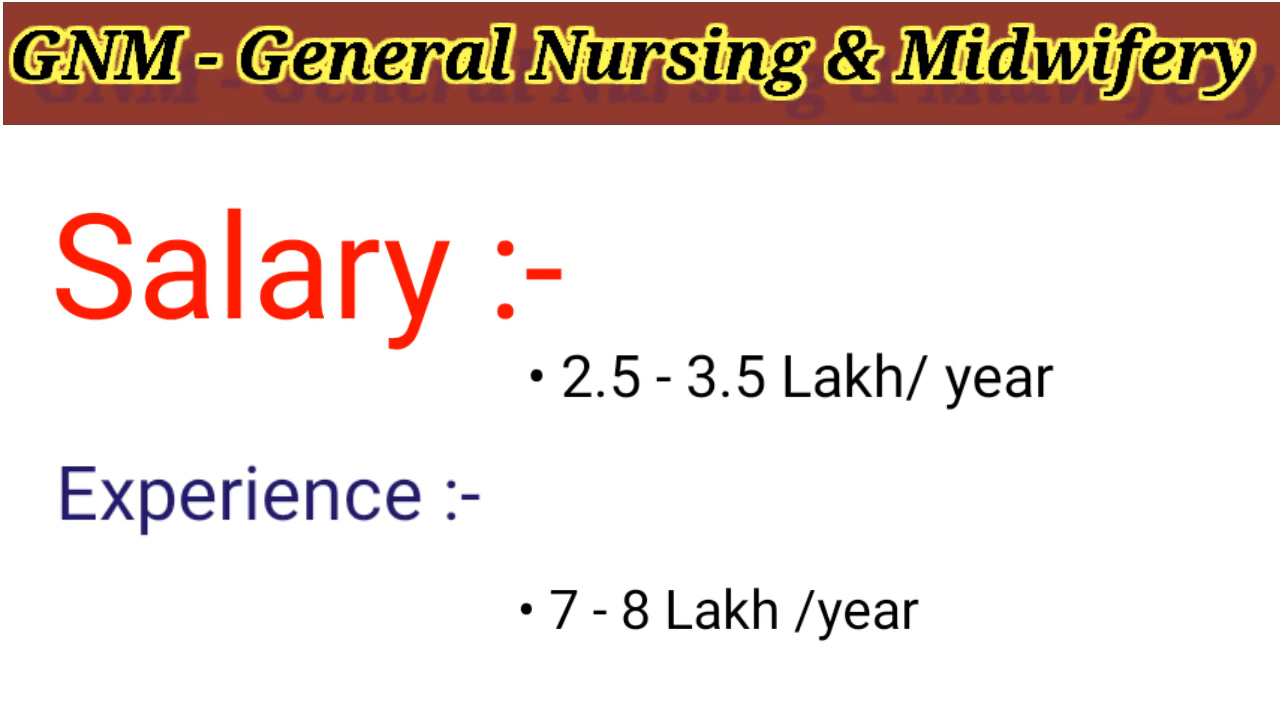 GNM - General Nursing & Midwifery
Salary :-
• 2.5 - 3.5 Lakh/ year
Experience :-
• 7 - 8 Lakh /year